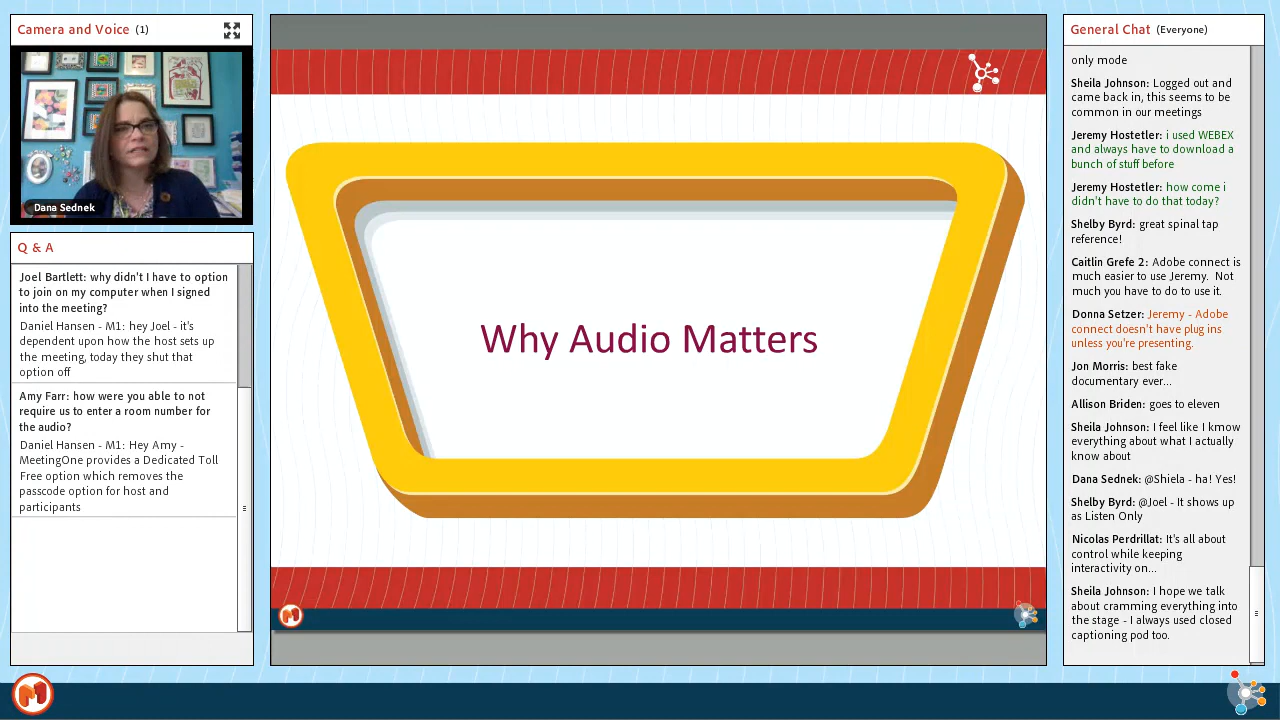 Camera and Voice (1)
Dana Sednek
Q & A
Joel Bartlett: why didn't I have to option
to join on my computer when I signed
into the meeting?
Daniel Hansen - M1: hey Joel - it's
dependent upon how the host sets up
the meeting, today they shut that
option off
Amy Farr: how were you able to not
require us to enter a room number for
the audio?
Daniel Hansen - M1: Hey Amy -
MeetingOne provides a Dedicated Toll
Free option which removes the
passcode option for host and
participants
Why Audio Matters
General Chat (Everyone)
only mode
Sheila Johnson: Logged out and
came back in, this seems to be
common in our meetings
Jeremy Hostetler: i used WEBEX
and always have to download a
bunch of stuff before
Jeremy Hostetler: how come i
didn't have to do that today?
Shelby Byrd: great spinal tap
reference!
Caitlin Grefe 2: Adobe connect is
much easier to use Jeremy. Not
much you have to do to use it.
Donna Setzer: Jeremy - Adobe
connect doesn't have plug ins
unless you're presenting.
Jon Morris: best fake
documentary ever...
Allison Briden: goes to eleven
Sheila Johnson: I feel like I kmow
everything about what I actually
know about
Dana Sednek: @Shiela - ha! Yes!
Shelby Byrd: @Joel - It shows up
as Listen Only
Nicolas Perdrillat: It's all about
control while keeping
interactivity on...
Sheila Johnson: I hope we talk
about cramming everything into
the stage - I always used closed
captioning pod too.